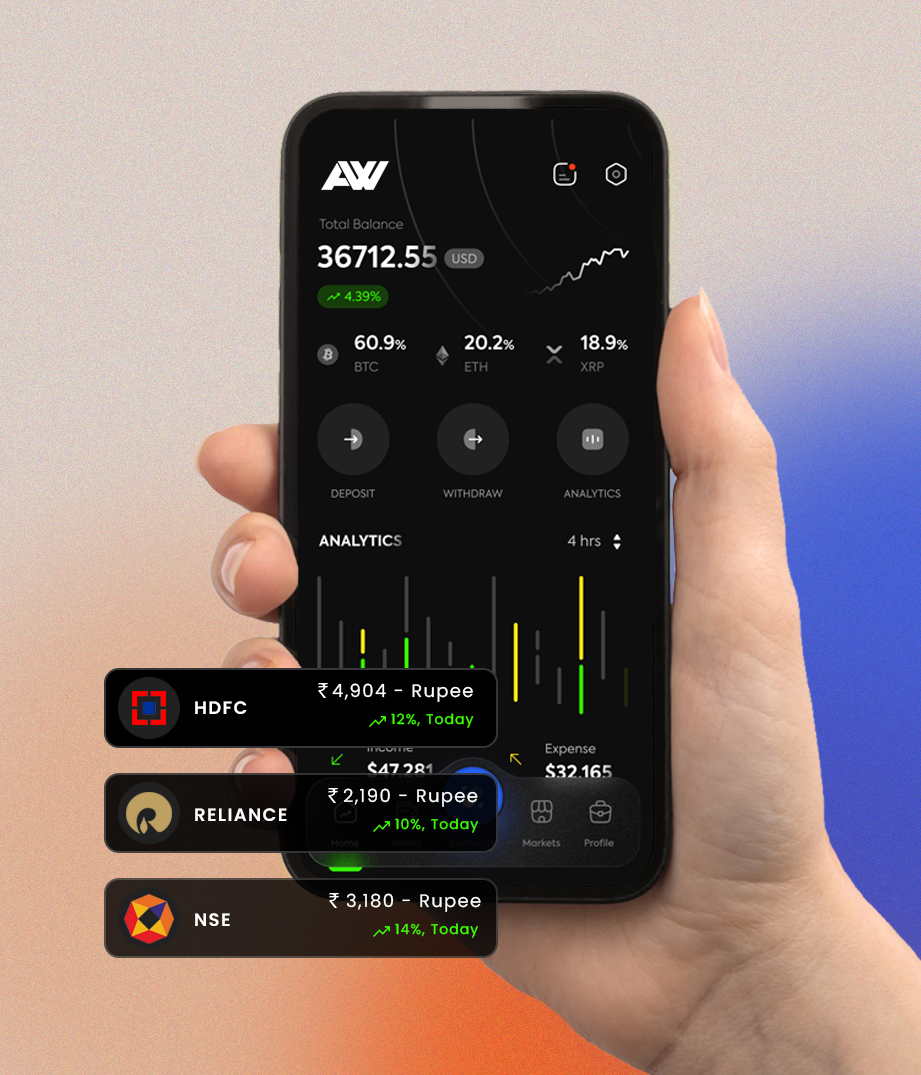 AW
Total Balance
36712.55 USD
4.39%
60.9% 20.2% 18.9%
BTC ETH XRP
DEPOSIT WITHDRAW ANALYTICS
ANALYTICS 4 hrs
HDFC
₹4,904 - Rupee
12%, Today
Income Expense
$47,281 $32,165
RELIANCE
₹2,190 - Rupee
10%, Today
Home Markets Profile
NSE
₹ 3,180 - Rupee
14%, Today